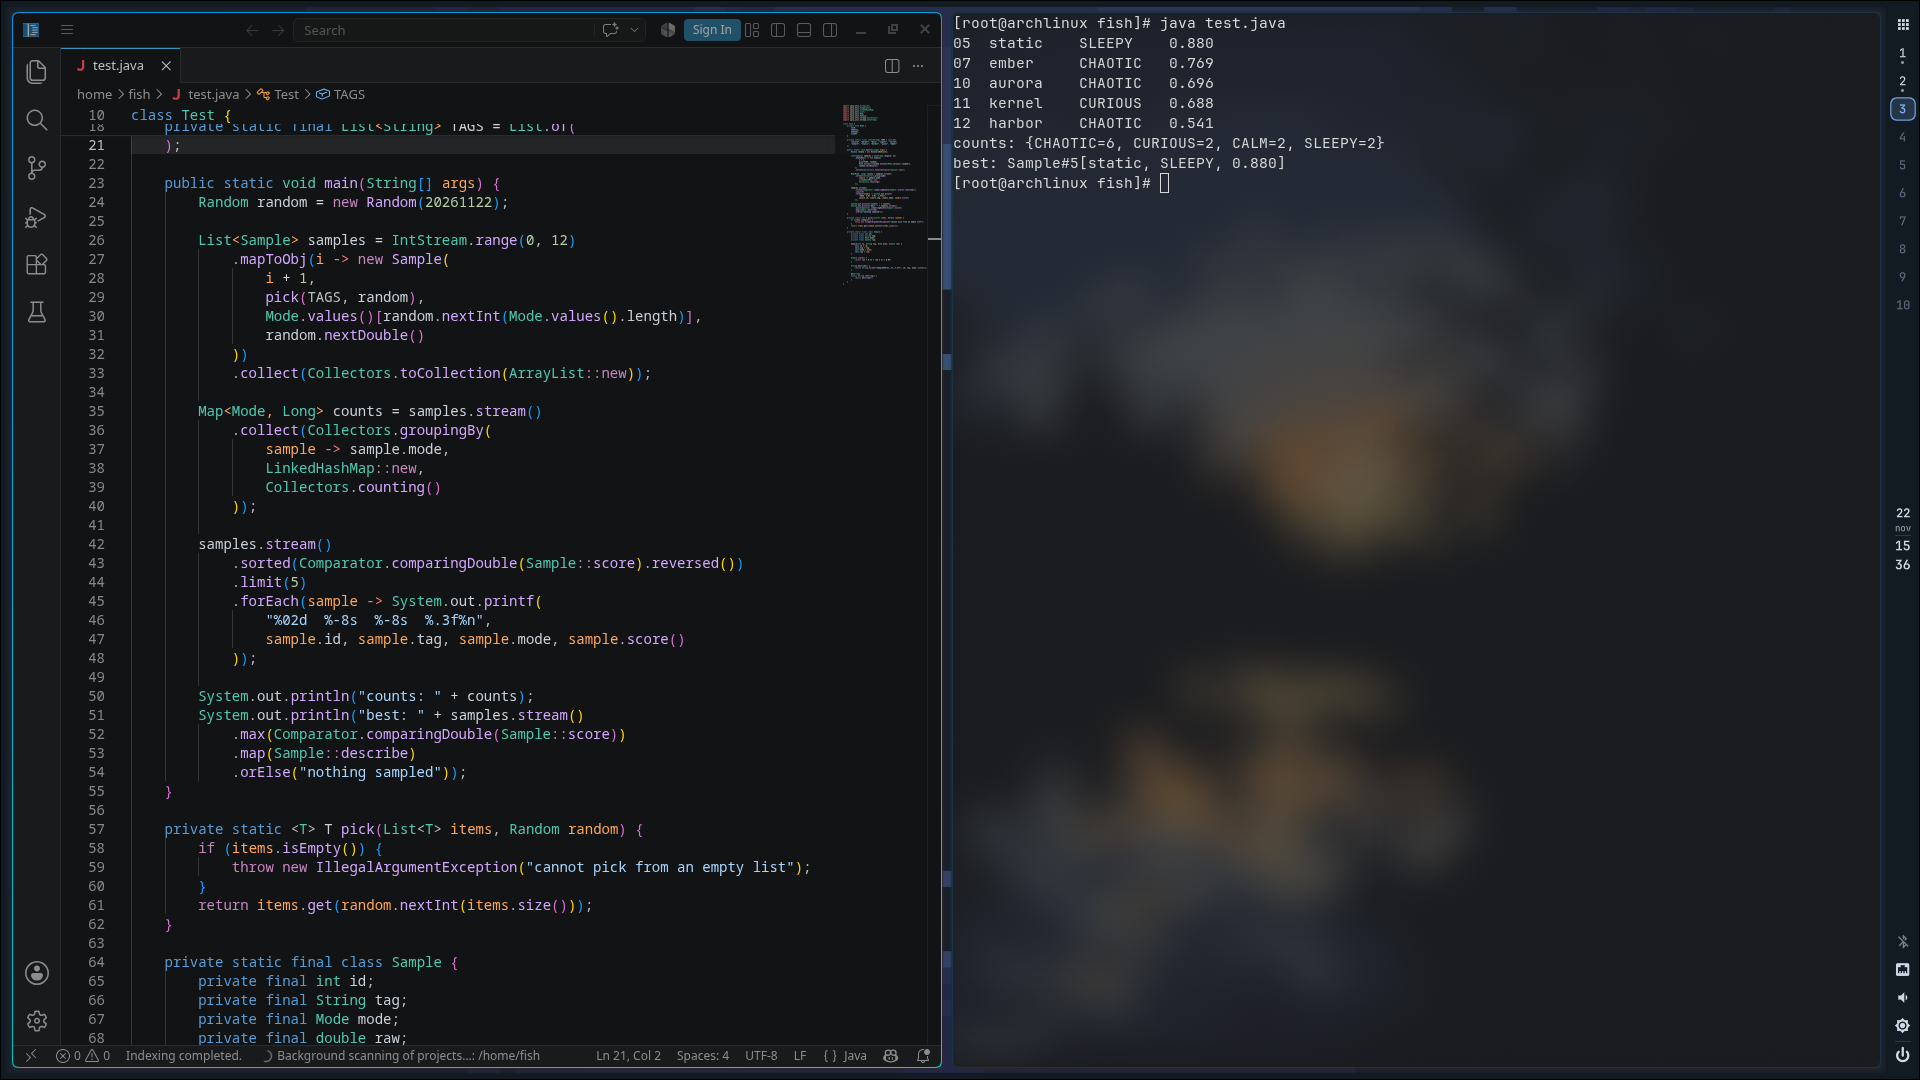 Search
Sign In
test.java
home fish test.java Test TAGS
10 class Test {
18 private static final List<String> TAGS = List.of(
21 );
22
23 public static void main(String[] args) {
24 Random random = new Random(20261122);
25
26 List<Sample> samples = IntStream.range(0, 12)
27 .mapToObj(i -> new Sample(
28 i + 1,
29 pick(TAGS, random),
30 Mode.values()[random.nextInt(Mode.values().length)],
31 random.nextDouble()
32 ))
33 .collect(Collectors.toCollection(ArrayList::new));
34
35 Map<Mode, Long> counts = samples.stream()
36 .collect(Collectors.groupingBy(
37 sample -> sample.mode,
38 LinkedHashMap::new,
39 Collectors.counting()
40 ));
41
42 samples.stream()
43 .sorted(Comparator.comparingDouble(Sample::score).reversed())
44 .limit(5)
45 .forEach(sample -> System.out.printf(
46 "%02d  %-8s  %-8s  %.3f%n",
47 sample.id, sample.tag, sample.mode, sample.score()
48 ));
49
50 System.out.println("counts: " + counts);
51 System.out.println("best: " + samples.stream()
52 .max(Comparator.comparingDouble(Sample::score))
53 .map(Sample::describe)
54 .orElse("nothing sampled"));
55 }
56
57 private static <T> T pick(List<T> items, Random random) {
58 if (items.isEmpty()) {
59 throw new IllegalArgumentException("cannot pick from an empty list");
60 }
61 return items.get(random.nextInt(items.size()));
62 }
63
64 private static final class Sample {
65 private final int id;
66 private final String tag;
67 private final Mode mode;
68 private final double raw;
0 0 Indexing completed. Background scanning of projects...: /home/fish Ln 21, Col 2 Spaces: 4 UTF-8 LF { } Java
[root@archlinux fish]# java test.java
05  static    SLEEPY    0.880
07  ember     CHAOTIC   0.769
10  aurora    CHAOTIC   0.696
11  kernel    CURIOUS   0.688
12  harbor    CHAOTIC   0.541
counts: {CHAOTIC=6, CURIOUS=2, CALM=2, SLEEPY=2}
best: Sample#5[static, SLEEPY, 0.880]
[root@archlinux fish]#
1
2
3
4
5
6
7
8
9
10
22
nov
15
36